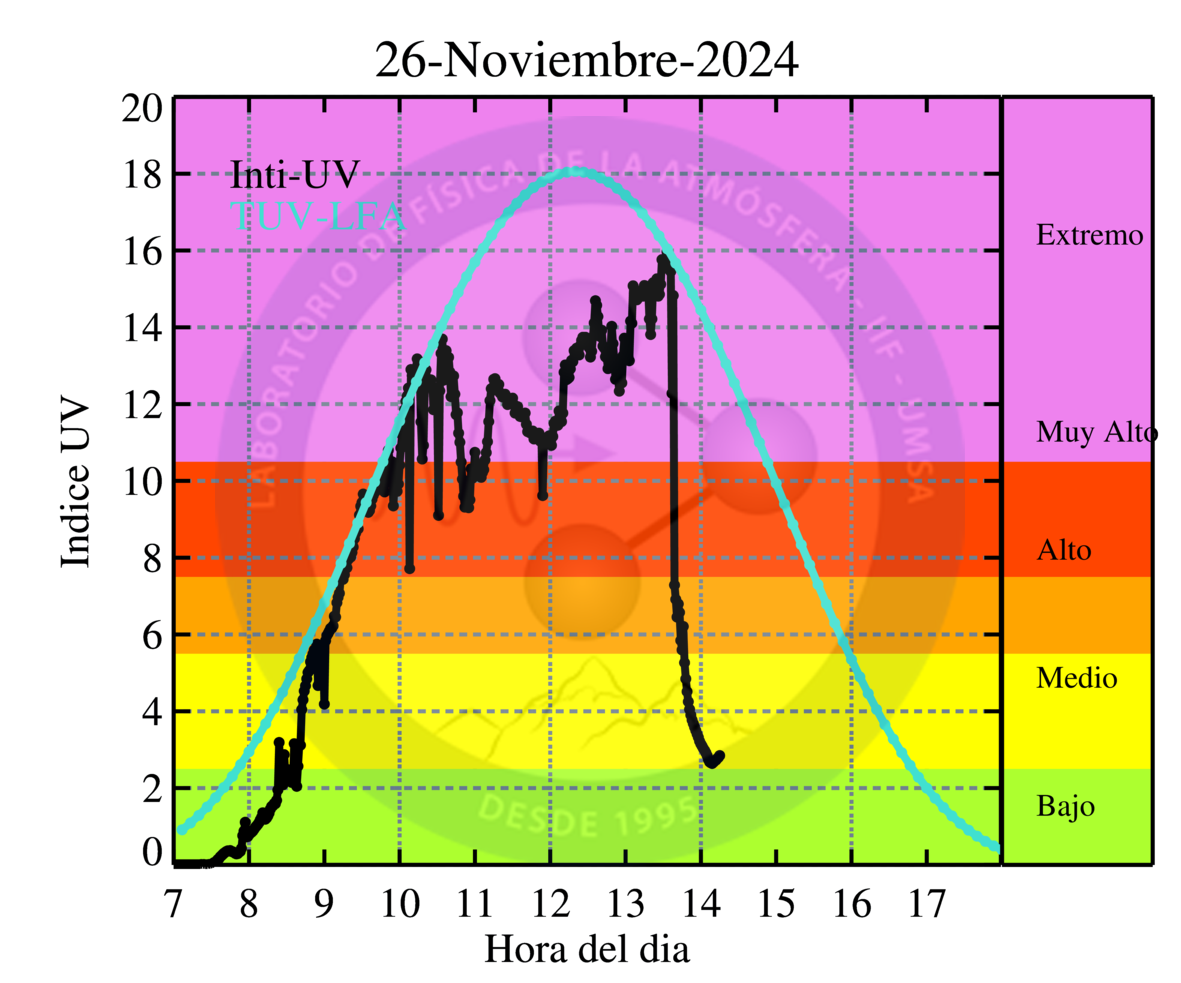 26-Noviembre-2024
20
18
16
14
12
10
8
6
4
2
0
Indice UV
Inti-UV
TUV-LFA
LABORATORIO DE FÍSICA DE LA ATMÓSFERA - IIF - UMSA
DESDE 1995
Extremo
Muy Alto
Alto
Medio
Bajo
7 8 9 10 11 12 13 14 15 16 17
Hora del dia